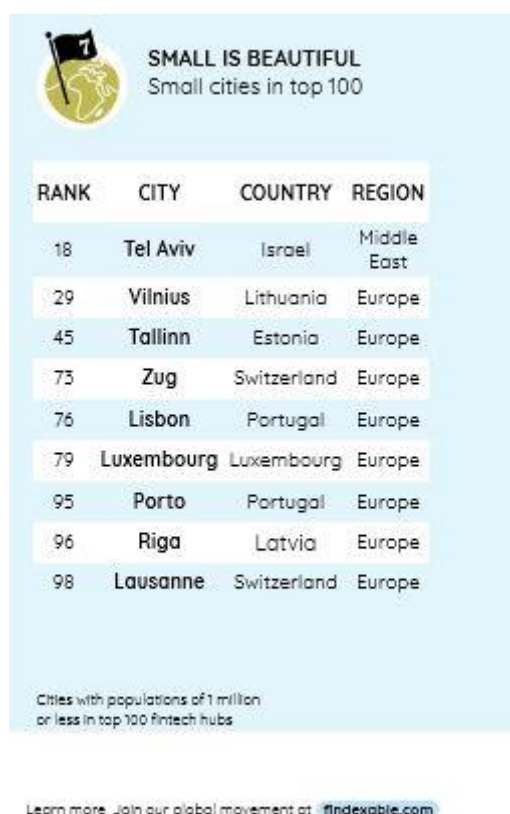 7
SMALL IS BEAUTIFUL
Small cities in top 100
RANK CITY COUNTRY REGION
18 Tel Aviv Israel Middle East
29 Vilnius Lithuania Europe
45 Tallinn Estonia Europe
73 Zug Switzerland Europe
76 Lisbon Portugal Europe
79 Luxembourg Luxembourg Europe
95 Porto Portugal Europe
96 Riga Latvia Europe
98 Lausanne Switzerland Europe
Cities with populations of 1 million
or less in top 100 fintech hubs
Learn more. Join our global movement at findexable.com